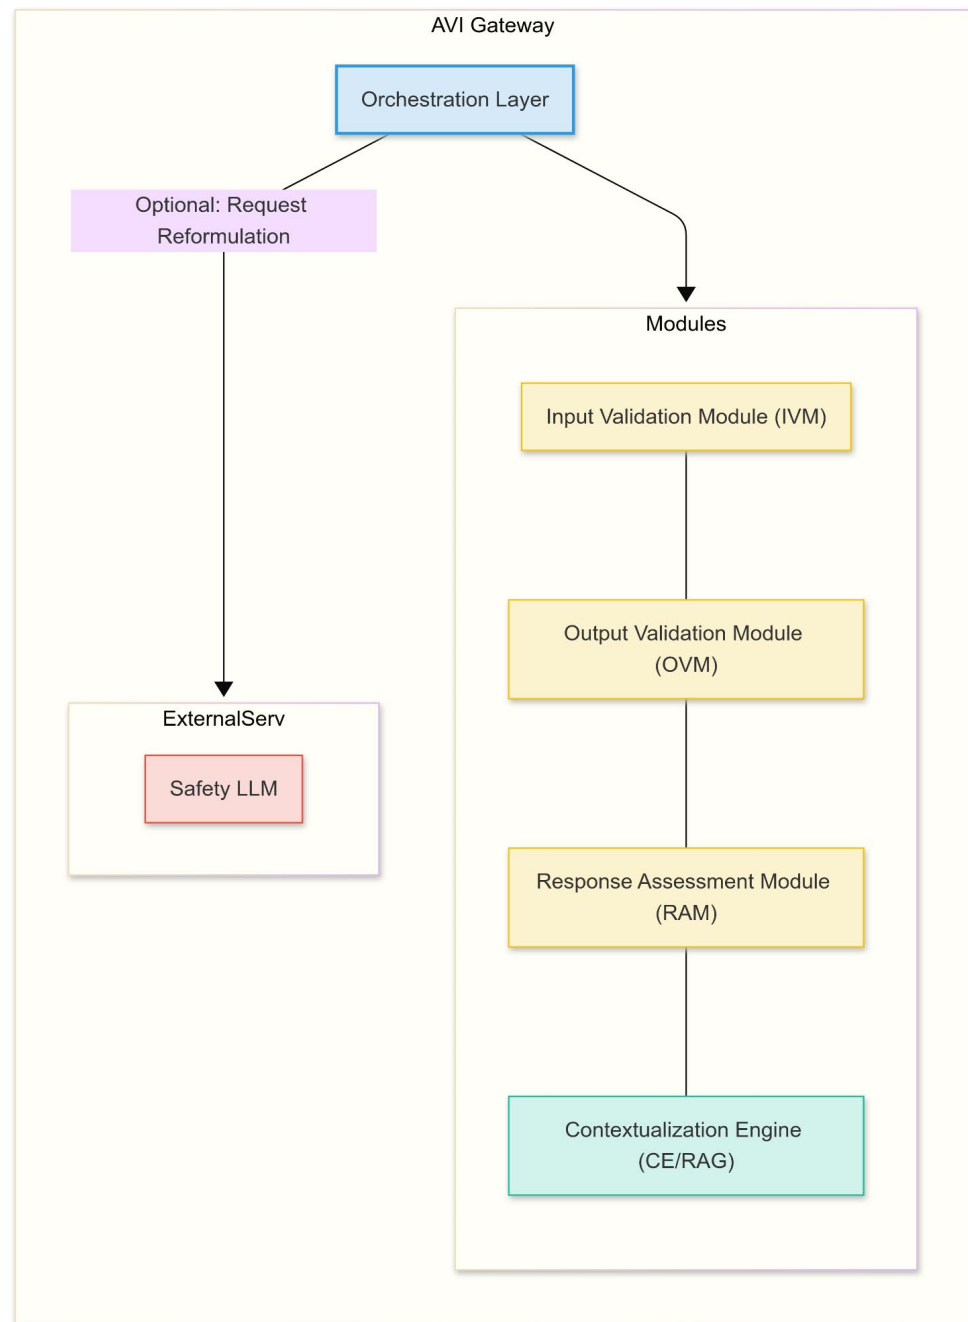 AVI Gateway
Orchestration Layer
Optional: Request
Reformulation
Modules
Input Validation Module (IVM)
Output Validation Module
(OVM)
ExternalServ
Safety LLM
Response Assessment Module
(RAM)
Contextualization Engine
(CE/RAG)